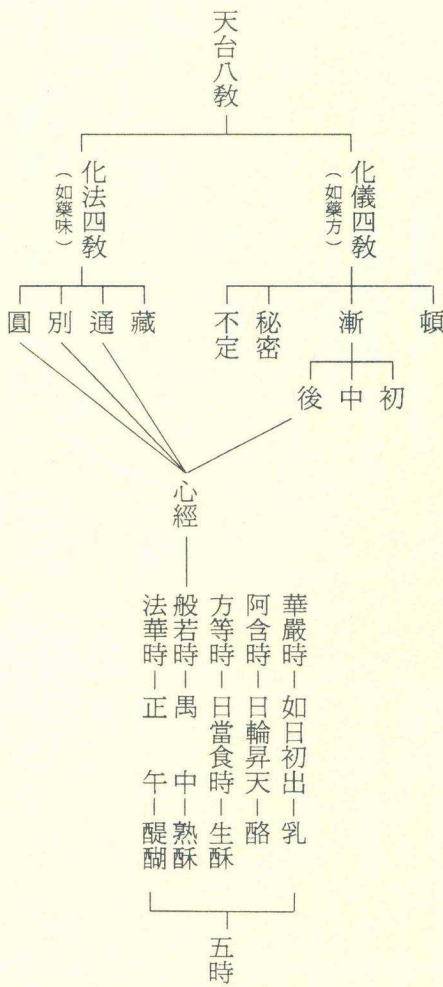 天台八敎
化儀四敎
（如藥方）
頓
漸
初
中
後
秘密
不定
化法四敎
（如藥味）
藏
通
別
圓
心經
華嚴時－如日初出－乳
阿含時－日輪昇天－酪
方等時－日當食時－生酥
般若時－禺　中－熟酥
法華時－正　午－醍醐
五時